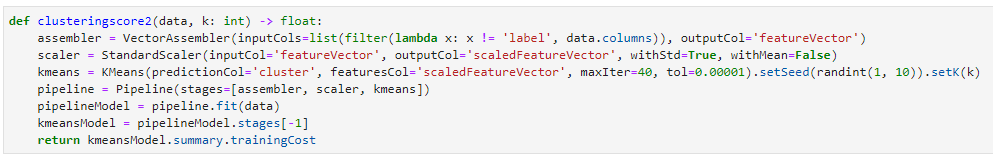 def clusteringscore2(data, k: int) -> float:
    assembler = VectorAssembler(inputCols=list(filter(lambda x: x != 'label', data.columns)), outputCol='featureVector')
    scaler = StandardScaler(inputCol='featureVector', outputCol='scaledFeatureVector', withStd=True, withMean=False)
    kmeans = KMeans(predictionCol='cluster', featuresCol='scaledFeatureVector', maxIter=40, tol=0.00001).setSeed(randint(1, 10)).setK(k)
    pipeline = Pipeline(stages=[assembler, scaler, kmeans])
    pipelineModel = pipeline.fit(data)
    kmeansModel = pipelineModel.stages[-1]
    return kmeansModel.summary.trainingCost